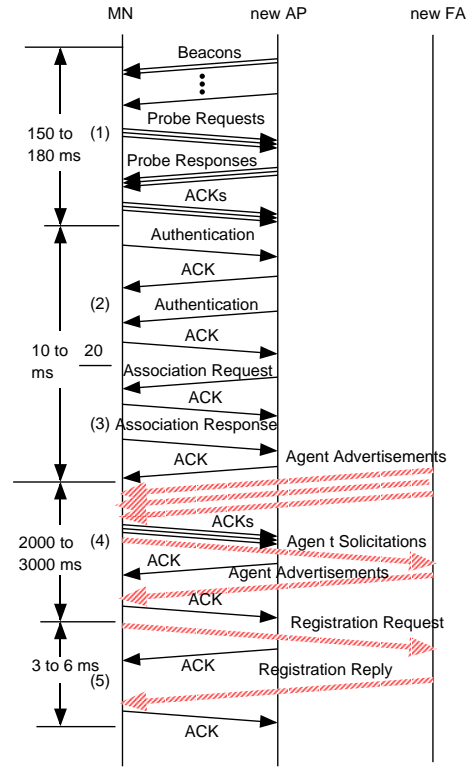 MN new AP new FA
Beacons
Probe Requests
150 to (1)
180 ms
Probe Responses
ACKs
Authentication
ACK
(2) Authentication
ACK
10 to 20
ms
Association Request
(3) Association Response
ACK
Agent Advertisements
ACKs
2000 to (4)
3000 ms
Agen t Solicitations
ACK
Agent Advertisements
ACK
Registration Request
ACK
3 to 6 ms
(5)
Registration Reply
ACK